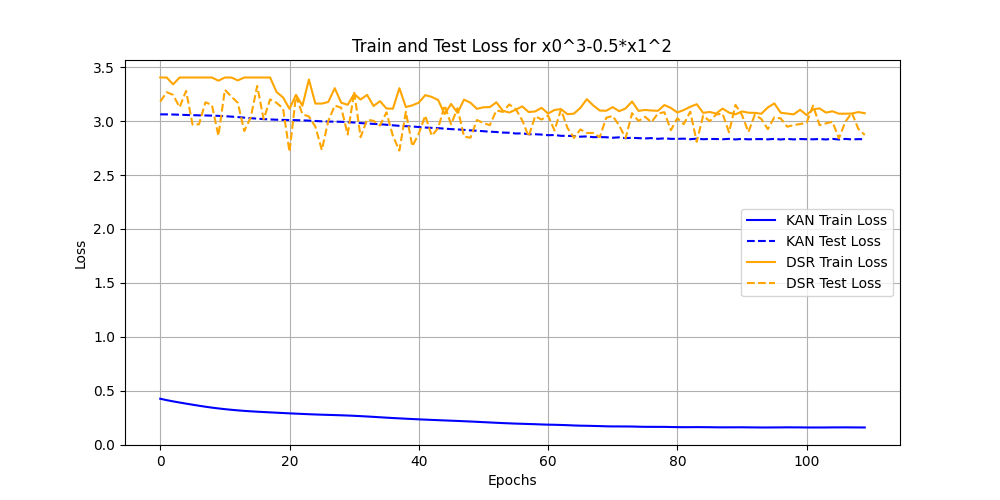 Train and Test Loss for x0^3-0.5*x1^2
3.5
3.0
2.5
2.0
1.5
1.0
0.5
0.0
Loss
KAN Train Loss
KAN Test Loss
DSR Train Loss
DSR Test Loss
0 20 40 60 80 100
Epochs